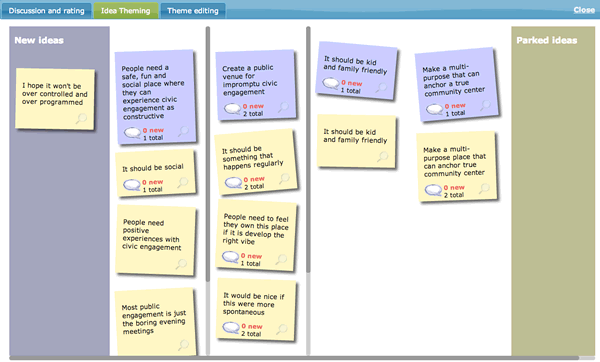 Discussion and rating
Idea Theming
Theme editing
Close
New ideas
I hope it won't be
over controlled and
over programmed
People need a
safe, fun and
social place where
they can
experience civic
engagement as
constructive
0 new
1 total
It should be social
0 new
1 total
People need
positive
experiences with
civic engagement
Most public
engagement is just
the boring evening
meetings
Create a public
venue for
impromptu civic
engagement
0 new
2 total
It should be
something that
happens regularly
0 new
2 total
People need to feel
they own this place
if it is develop the
right vibe
0 new
1 total
It would be nice if
this were more
spontaneous
0 new
2 total
It should be kid
and family friendly
0 new
1 total
It should be kid
and family friendly
Make a multi-
purpose that can
anchor a true
community center
0 new
1 total
Make a multi-
purpose place that
can anchor true
community center
0 new
2 total
Parked ideas